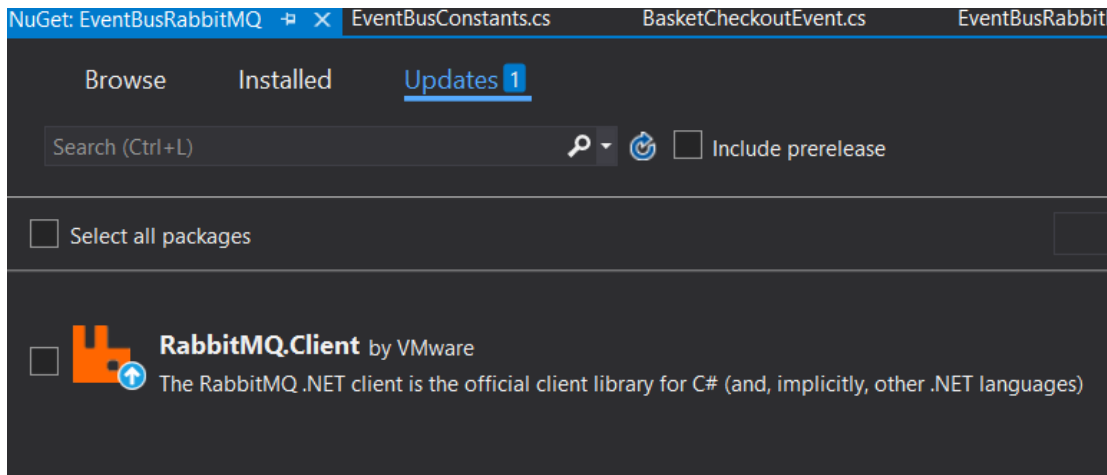 NuGet: EventBusRabbitMQ EventBusConstants.cs BasketCheckoutEvent.cs EventBusRabbit
Browse Installed Updates 1
Search (Ctrl+L) Include prerelease
Select all packages
RabbitMQ.Client by VMware
The RabbitMQ .NET client is the official client library for C# (and, implicitly, other .NET languages)